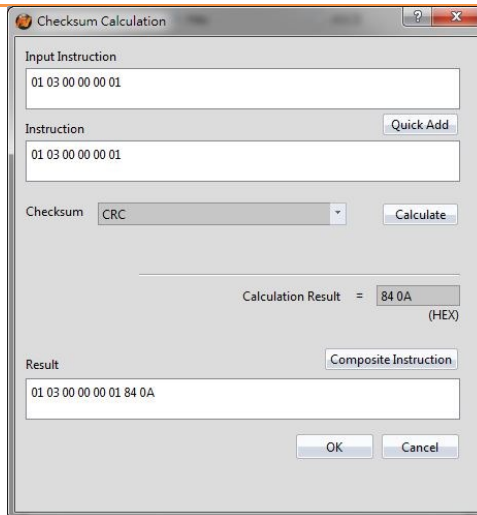 Checksum Calculation
Input Instruction
01 03 00 00 00 01
Quick Add
Instruction
01 03 00 00 00 01
Checksum CRC Calculate
Calculation Result = 84 0A
(HEX)
Composite Instruction
Result
01 03 00 00 00 01 84 0A
OK Cancel